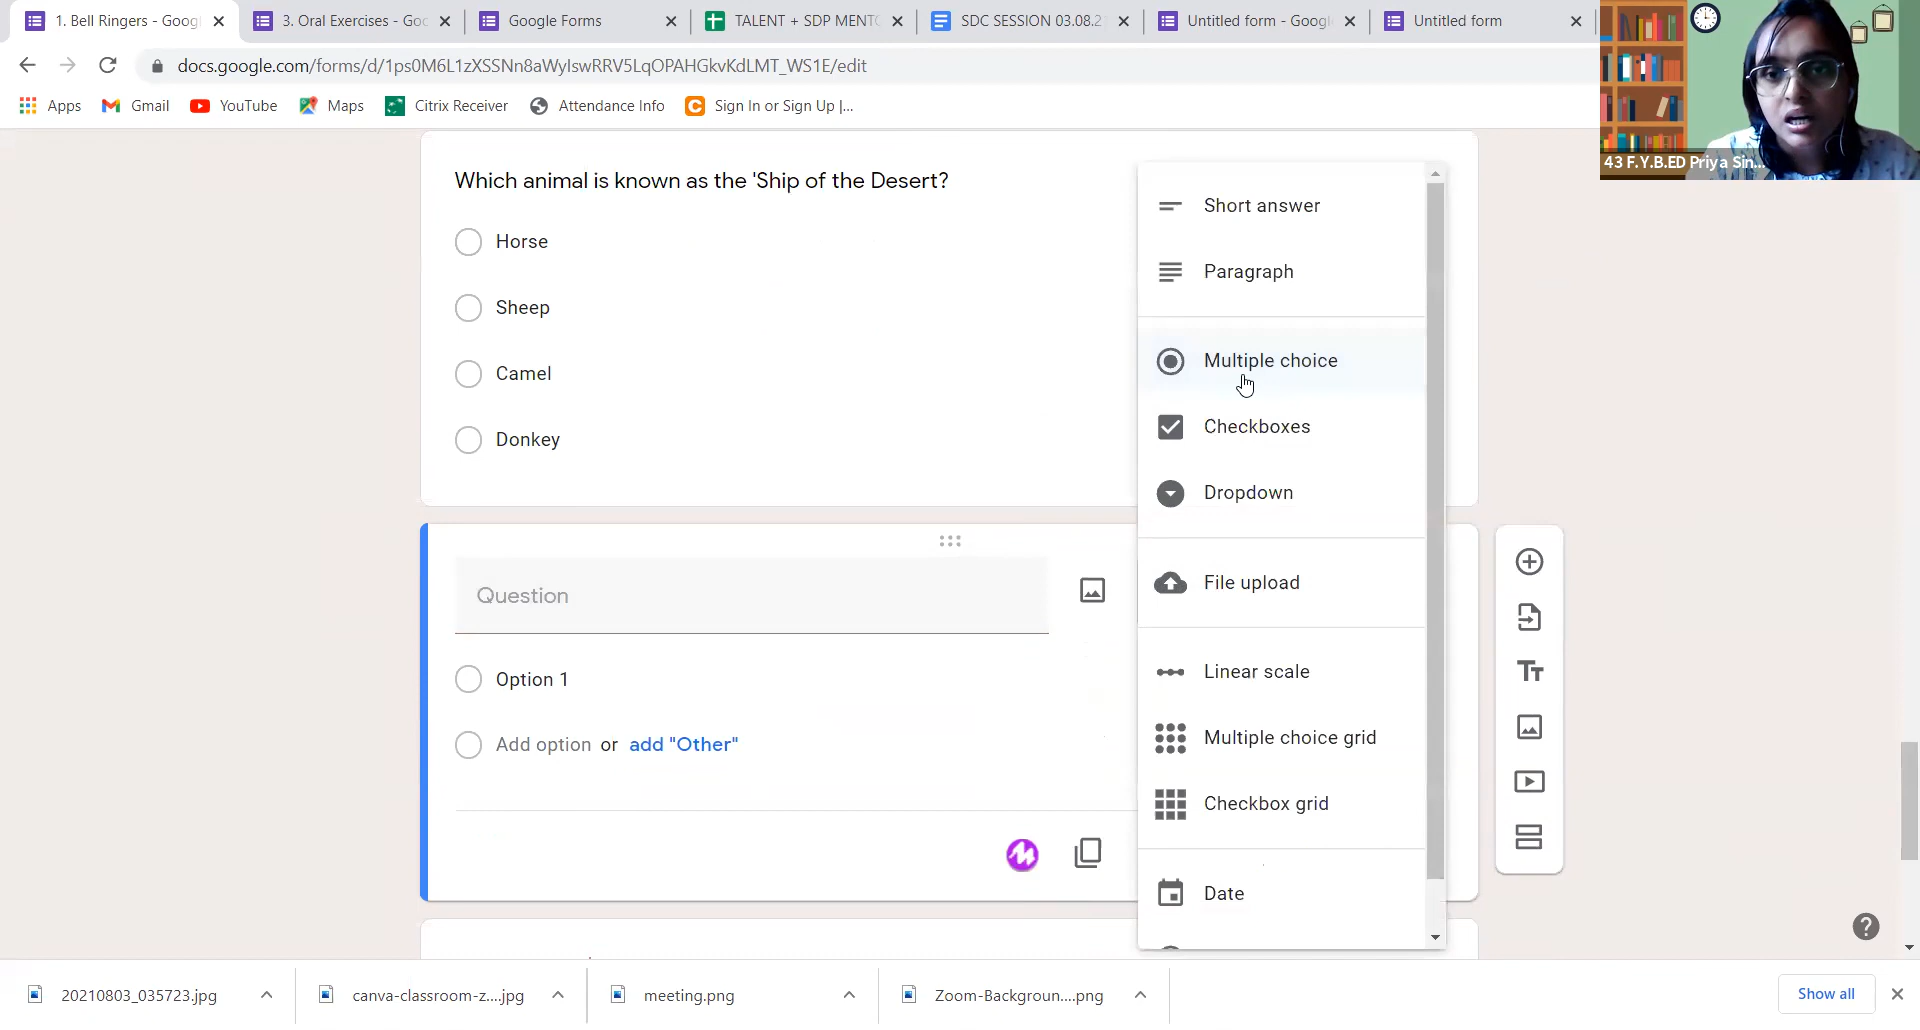 1. Bell Ringers - Goog
3. Oral Exercises - Goo
Google Forms
TALENT + SDP MENTO
SDC SESSION 03.08.2
Untitled form - Google
Untitled form
docs.google.com/forms/d/1ps0M6L1zXSSNn8aWyIswRRV5LqOPAHGkvKdLMT_WS1E/edit
Apps
Gmail
YouTube
Maps
Citrix Receiver
Attendance Info
Sign In or Sign Up |...
43 F.Y.B.ED Priya Sin...
Which animal is known as the 'Ship of the Desert?
Horse
Sheep
Camel
Donkey
Short answer
Paragraph
Multiple choice
Checkboxes
Dropdown
File upload
Linear scale
Multiple choice grid
Checkbox grid
Date
Question
Option 1
Add option or add "Other"
20210803_035723.jpg
canva-classroom-z....jpg
meeting.png
Zoom-Backgroun....png
Show all